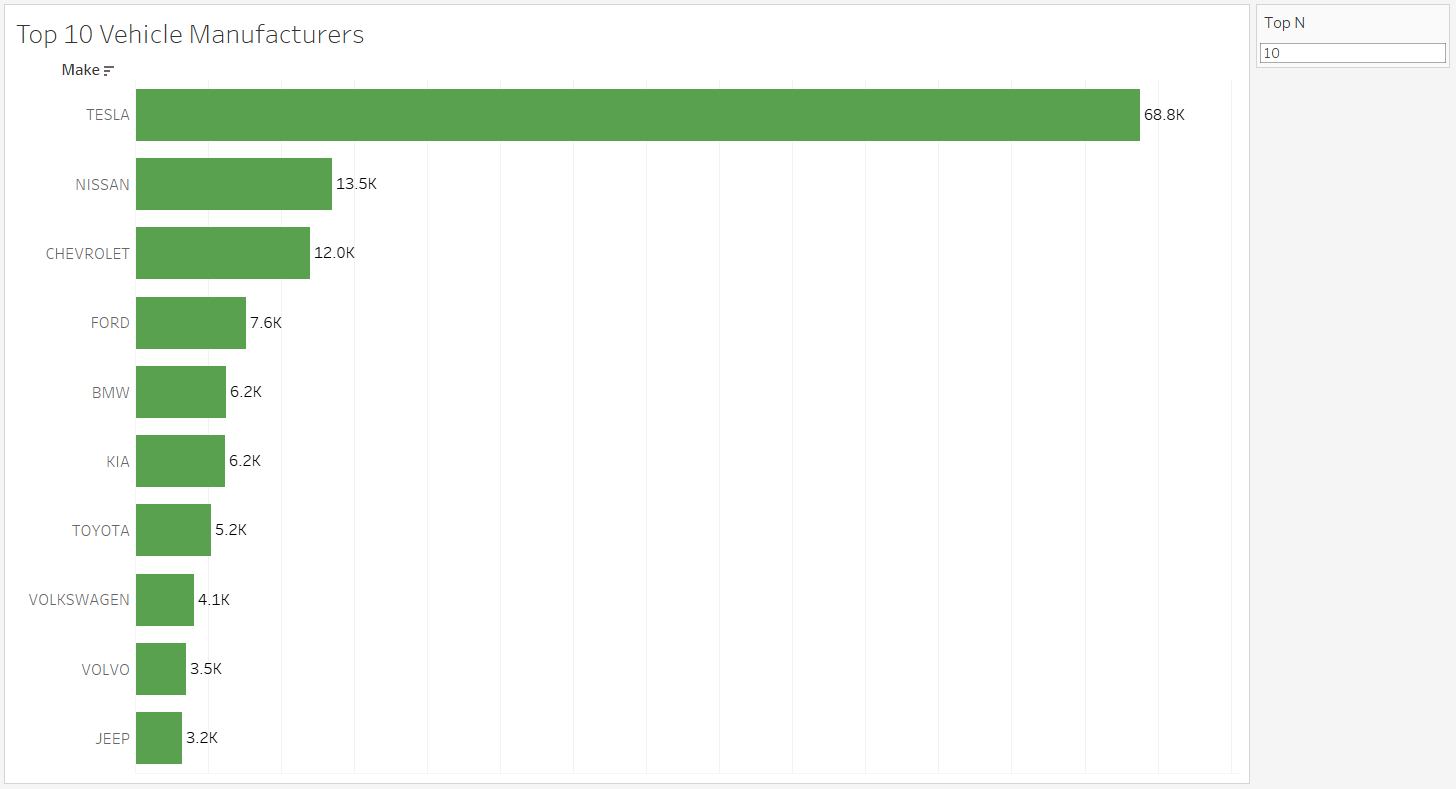 Top 10 Vehicle Manufacturers
Top N
10
Make
TESLA 68.8K
NISSAN 13.5K
CHEVROLET 12.0K
FORD 7.6K
BMW 6.2K
KIA 6.2K
TOYOTA 5.2K
VOLKSWAGEN 4.1K
VOLVO 3.5K
JEEP 3.2K